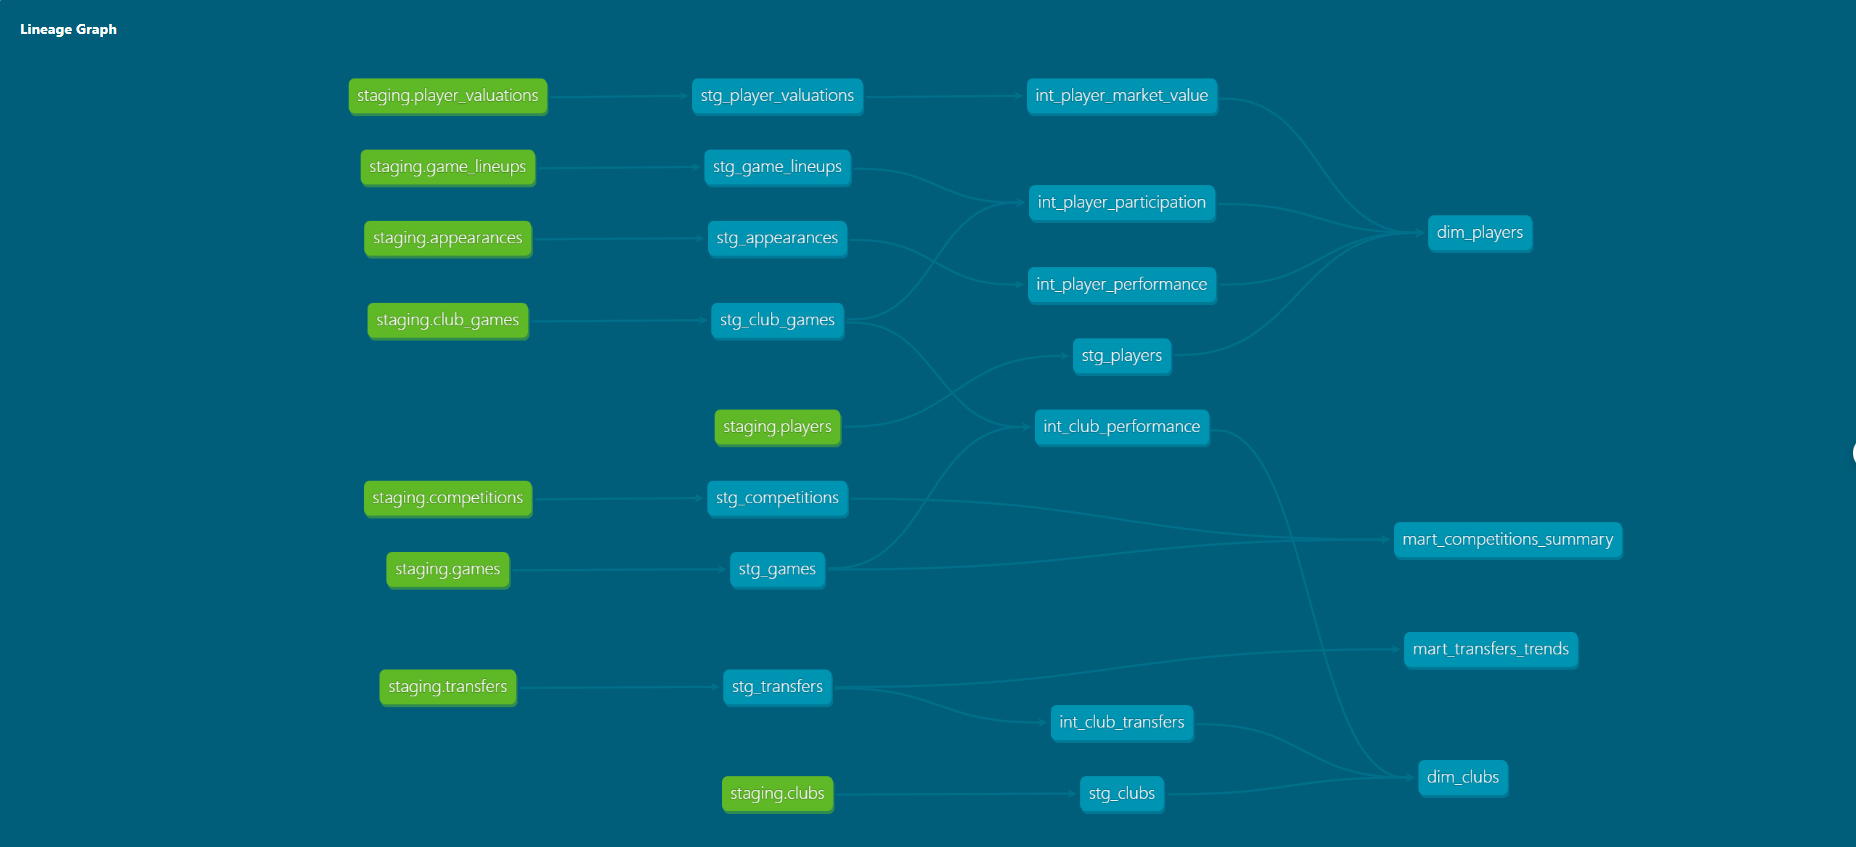 Lineage Graph
staging.player_valuations
stg_player_valuations
int_player_market_value
staging.game_lineups
stg_game_lineups
int_player_participation
dim_players
staging.appearances
stg_appearances
int_player_performance
staging.club_games
stg_club_games
stg_players
staging.players
int_club_performance
staging.competitions
stg_competitions
mart_competitions_summary
staging.games
stg_games
mart_transfers_trends
staging.transfers
stg_transfers
int_club_transfers
dim_clubs
staging.clubs
stg_clubs